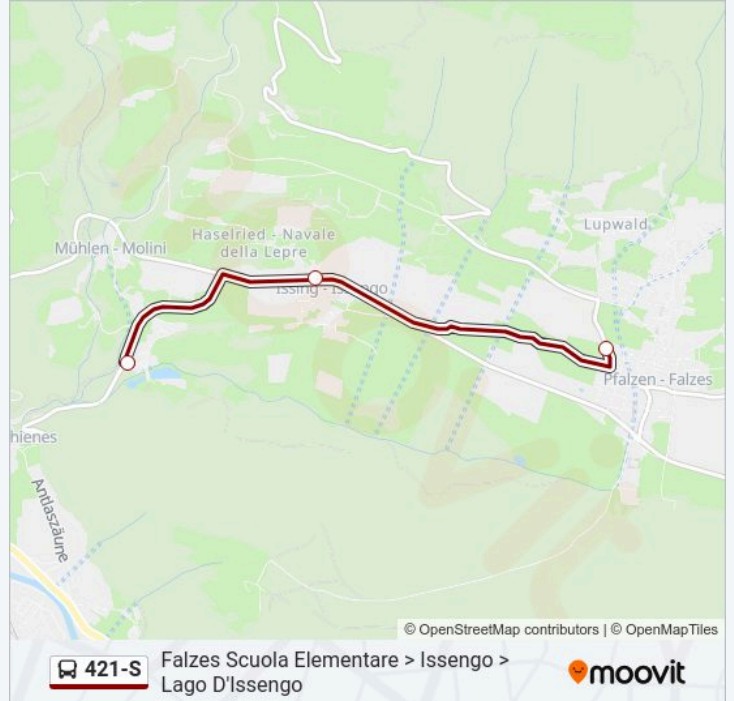 Lupwald
Haselried - Navale
della Lepre
Mühlen - Molini
Issing - Issengo
Pfalzen - Falzes
hienes
Antlaszäune
© OpenStreetMap contributors | © OpenMapTiles
421-S
Falzes Scuola Elementare > Issengo >
Lago D'Issengo
moovit